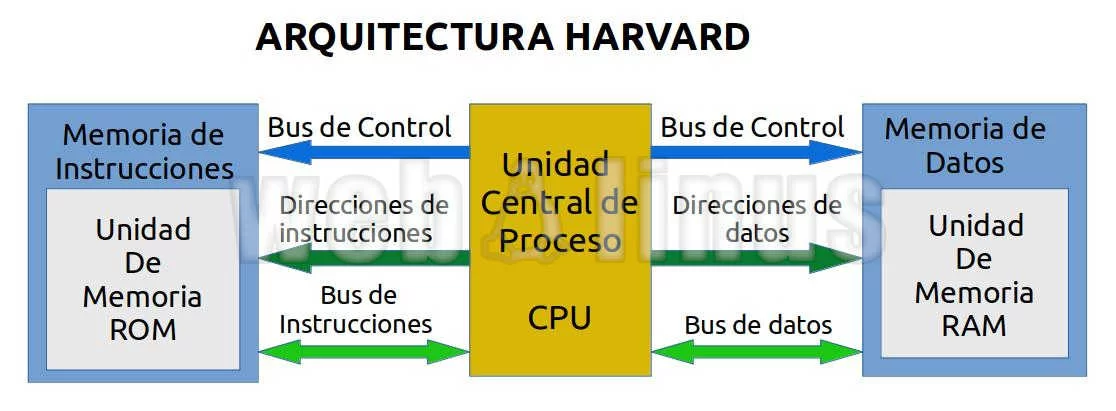 ARQUITECTURA HARVARD
Memoria de
Instrucciones
Unidad
De
Memoria
ROM
Bus de Control
Direcciones de
instrucciones
Bus de
Instrucciones
Unidad
Central de
Proceso
CPU
Bus de Control
Direcciones de
datos
Bus de datos
Memoria de
Datos
Unidad
De
Memoria
RAM
web linus